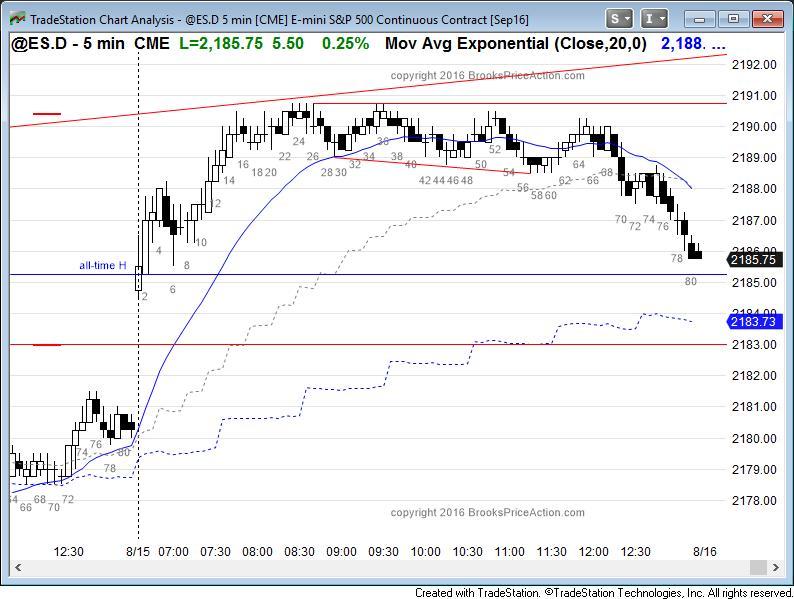 TradeStation Chart Analysis - @ES.D 5 min [CME] E-mini S&P 500 Continuous Contract [Sep16]
S I
@ES.D - 5 min CME L=2,185.75 5.50 0.25% Mov Avg Exponential (Close,20,0) 2,188. ...
copyright 2016 BrooksPriceAction.com
2192.00
2191.00
2190.00
2189.00
2188.00
2187.00
2186.00
2185.75
2185.00
2184.00
2183.73
2183.00
2182.00
2181.00
2180.00
2179.00
2178.00
all-time H
64 66 68 70 72 74 76 78 80
2 4 6 8 10 12 14 16 18 20 22 24 26 28 30 32 34 36 38 40 42 44 46 48 50 52 54 56 58 60 62 64 66 68 70 72 74 76 78 80
copyright 2016 BrooksPriceAction.com
12:30 8/15 07:00 07:30 08:00 08:30 09:00 09:30 10:00 10:30 11:00 11:30 12:00 12:30 8/16
Created with TradeStation. ©TradeStation Technologies, Inc. All rights reserved.